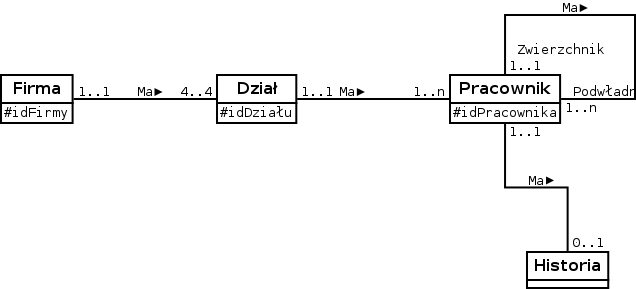 Ma►
Zwierzchnik
1..1
Firma
1..1
Ma►
4..4
Dział
1..1
Ma►
1..n
Pracownik
Podwładn
#idFirmy
#idDziału
#idPracownika
1..n
1..1
Ma►
0..1
Historia